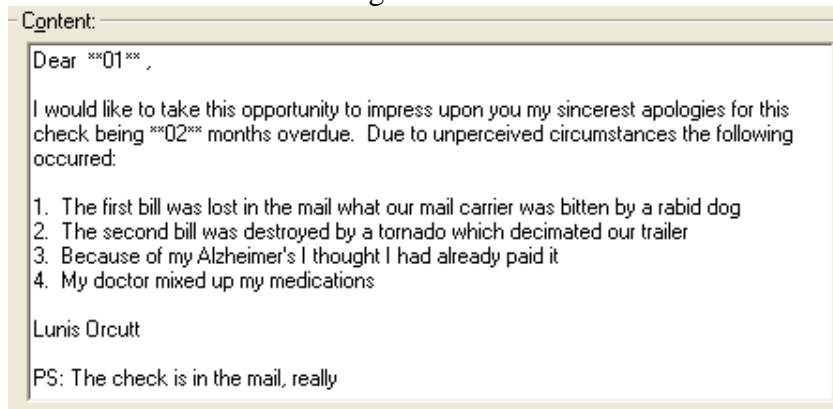 Content:
Dear **01** ,
I would like to take this opportunity to impress upon you my sincerest apologies for this
check being **02** months overdue.  Due to unperceived circumstances the following
occurred:
1.  The first bill was lost in the mail what our mail carrier was bitten by a rabid dog
2.  The second bill was destroyed by a tornado which decimated our trailer
3.  Because of my Alzheimer's I thought I had already paid it
4.  My doctor mixed up my medications
Lunis Orcutt
PS: The check is in the mail, really